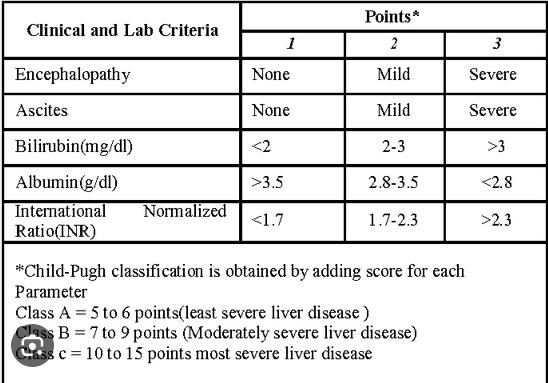 Clinical and Lab Criteria
Points*
1 2 3
Encephalopathy None Mild Severe
Ascites None Mild Severe
Bilirubin(mg/dl) <2 2-3 >3
Albumin(g/dl) >3.5 2.8-3.5 <2.8
International Normalized
Ratio(INR) <1.7 1.7-2.3 >2.3
*Child-Pugh classification is obtained by adding score for each
Parameter
Class A = 5 to 6 points(least severe liver disease )
Class B = 7 to 9 points (Moderately severe liver disease)
Class c = 10 to 15 points most severe liver disease